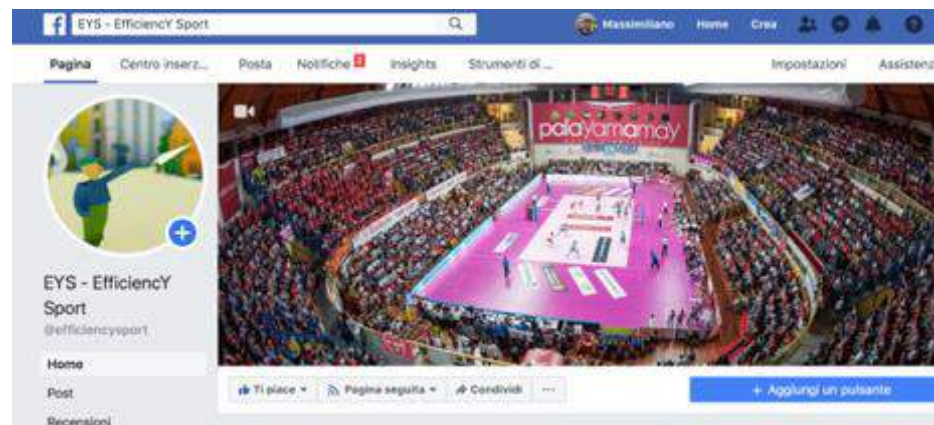 EYS - EfficiencY Sport
Massimiliano Home Crea
Pagina Centro inserz... Posta Notifiche 2 Insights Strumenti di ... Impostazioni Assistenza
palayamamay
EYS - EfficiencY
Sport
@efficiencysport
Home
Post
Recensioni
Ti piace Pagina seguita Condividi ...
+ Aggiungi un pulsante